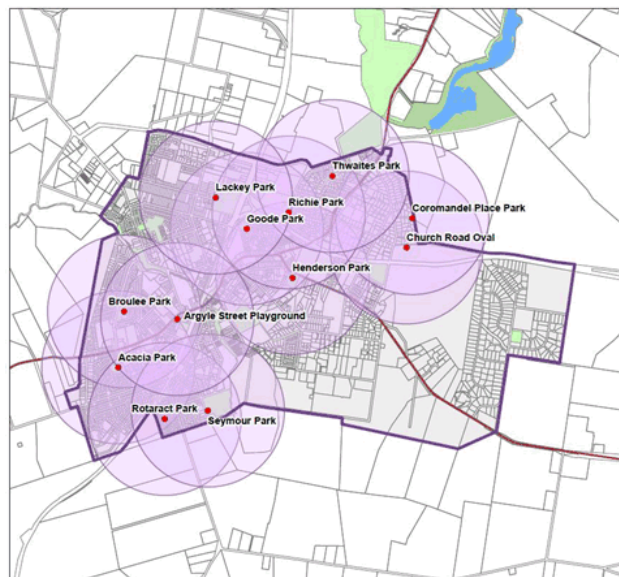 Thwaites Park
Lackey Park
Richie Park
Coromandel Place Park
Goode Park
Church Road Oval
Henderson Park
Broulee Park
Argyle Street Playground
Acacia Park
Rotaract Park
Seymour Park